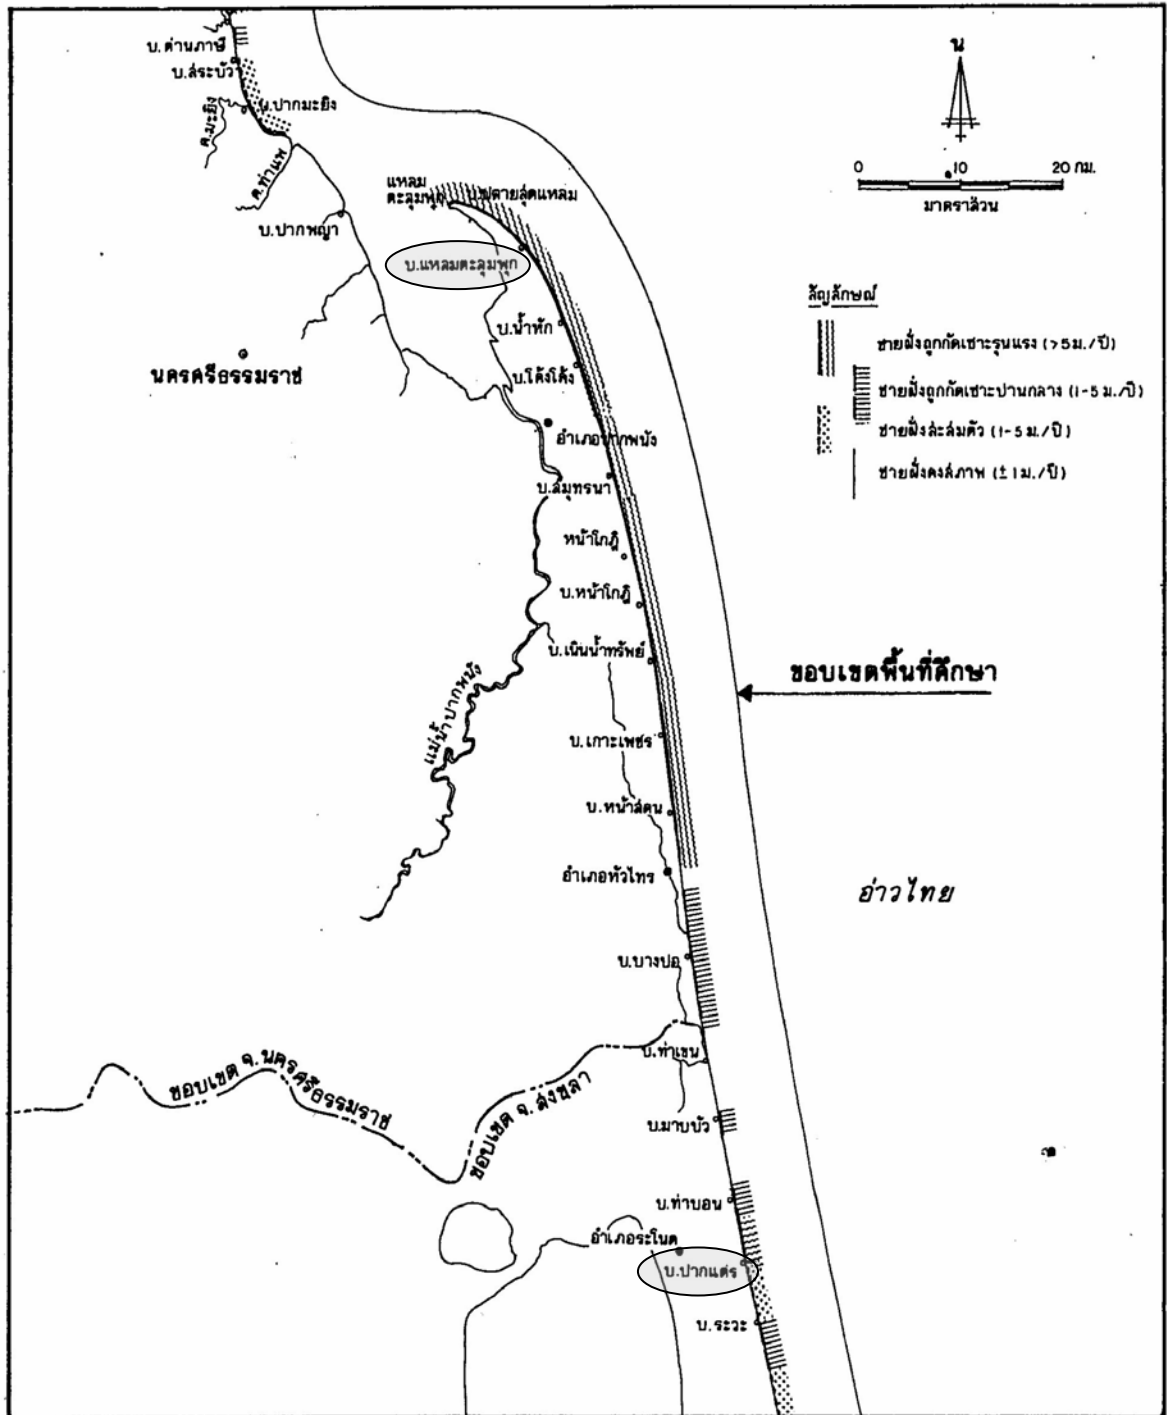 บ.ด่านภาษี
บ.สระบัว
บ.ปากมะยิง
ค.มะยิง
ค.ท่าแพ
บ.ปากพญา
แหลม
ตะลุมพุก
บ.ปลายสุดแหลม
บ.แหลมตะลุมพุก
บ.น้ำหัก
บ.โค้งโค้ง
นครศรีธรรมราช
อำเภอปากพนัง
บ.สมุทรนา
หน้าโกฏิ
บ.หน้าโกฏิ
บ.เนินน้ำทรัพย์
แม่น้ำปากพนัง
บ.เกาะเพชร
บ.หน้าสตน
อำเภอหัวไทร
บ.บางปอ
บ.ท่าเขน
ขอบเขต จ.นครศรีธรรมราช
ขอบเขต จ.สงขลา
บ.มาบบัว
บ.ท่าบอน
อำเภอระโนด
บ.ปากแตร
บ.ระวะ
น
0 10 20 กม.
มาตราส่วน
สัญลักษณ์
ชายฝั่งถูกกัดเซาะรุนแรง (>5ม./ปี)
ชายฝั่งถูกกัดเซาะปานกลาง (1-5 ม./ปี)
ชายฝั่งสะสมตัว (1-5 ม./ปี)
ชายฝั่งคงสภาพ (±1ม./ปี)
ขอบเขตพื้นที่ศึกษา
อ่าวไทย